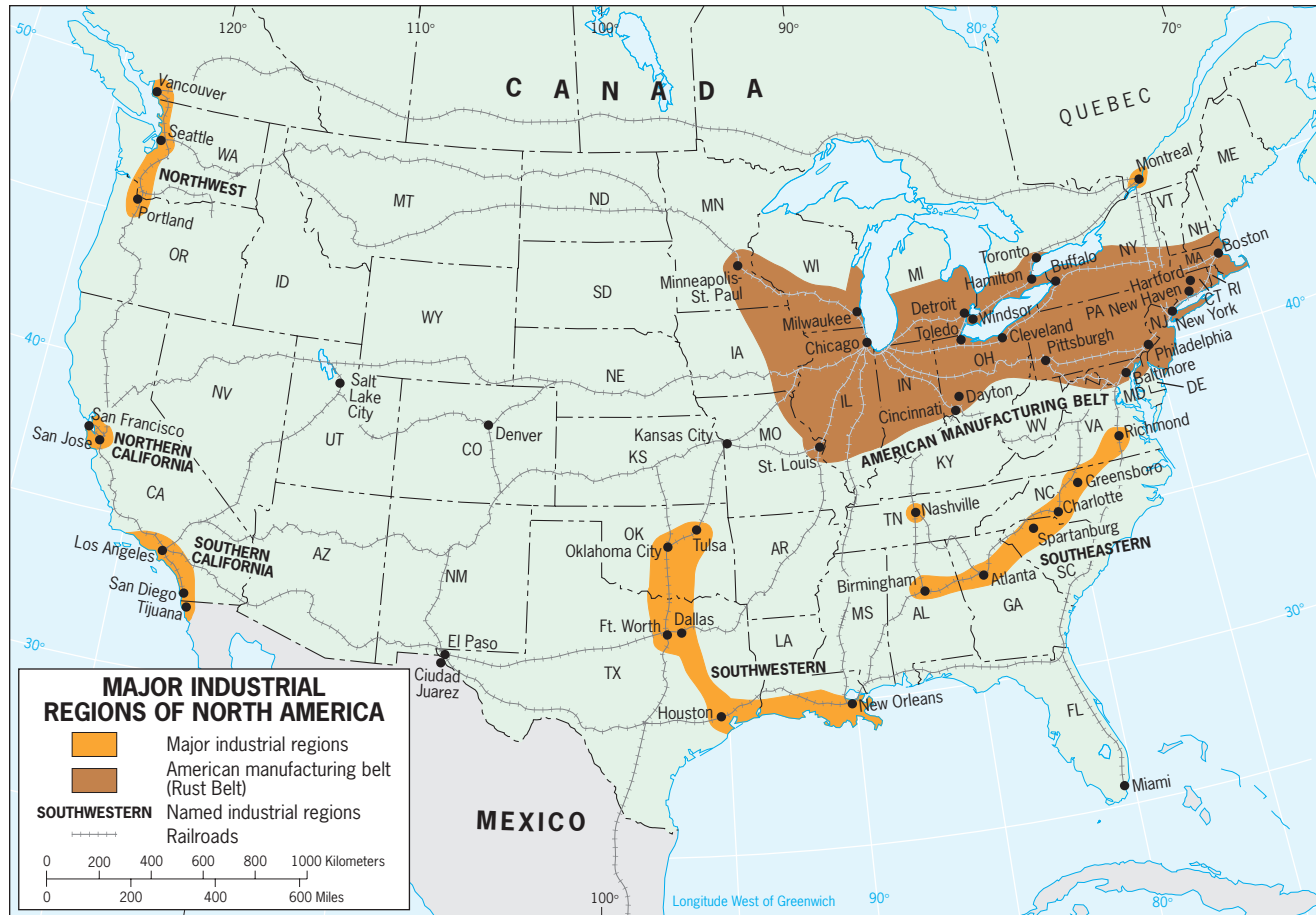 50°
120°
110°
100°
90°
80°
70°
CANADA
QUEBEC
Vancouver
Seattle
WA
NORTHWEST
Portland
OR
ID
MT
ND
MN
SD
WY
NE
IA
WI
MI
Minneapolis-
St. Paul
Milwaukee
Chicago
Detroit
Windsor
Toledo
Cleveland
Toronto
Hamilton
Buffalo
Montreal
ME
VT
NH
NY
MA
Boston
Hartford
New Haven
CT
RI
40°
PA
NJ
New York
Pittsburgh
Philadelphia
Baltimore
MD
DE
OH
IN
IL
Dayton
Cincinnati
AMERICAN MANUFACTURING BELT
WV
VA
Richmond
KY
MO
St. Louis
Kansas City
KS
40°
NV
Salt
Lake
City
UT
CO
Denver
San Francisco
San Jose
NORTHERN
CALIFORNIA
CA
Los Angeles
SOUTHERN
CALIFORNIA
San Diego
Tijuana
AZ
NM
OK
Oklahoma City
Tulsa
AR
TN
Nashville
NC
Greensboro
Charlotte
Spartanburg
SOUTHEASTERN
SC
Birmingham
Atlanta
MS
AL
GA
30°
30°
El Paso
Ciudad
Juarez
Ft. Worth
Dallas
TX
LA
SOUTHWESTERN
Houston
New Orleans
FL
Miami
MEXICO
MAJOR INDUSTRIAL
REGIONS OF NORTH AMERICA
Major industrial regions
American manufacturing belt
(Rust Belt)
SOUTHWESTERN Named industrial regions
Railroads
0 200 400 600 800 1000 Kilometers
0 200 400 600 Miles
100°
Longitude West of Greenwich
90°
80°